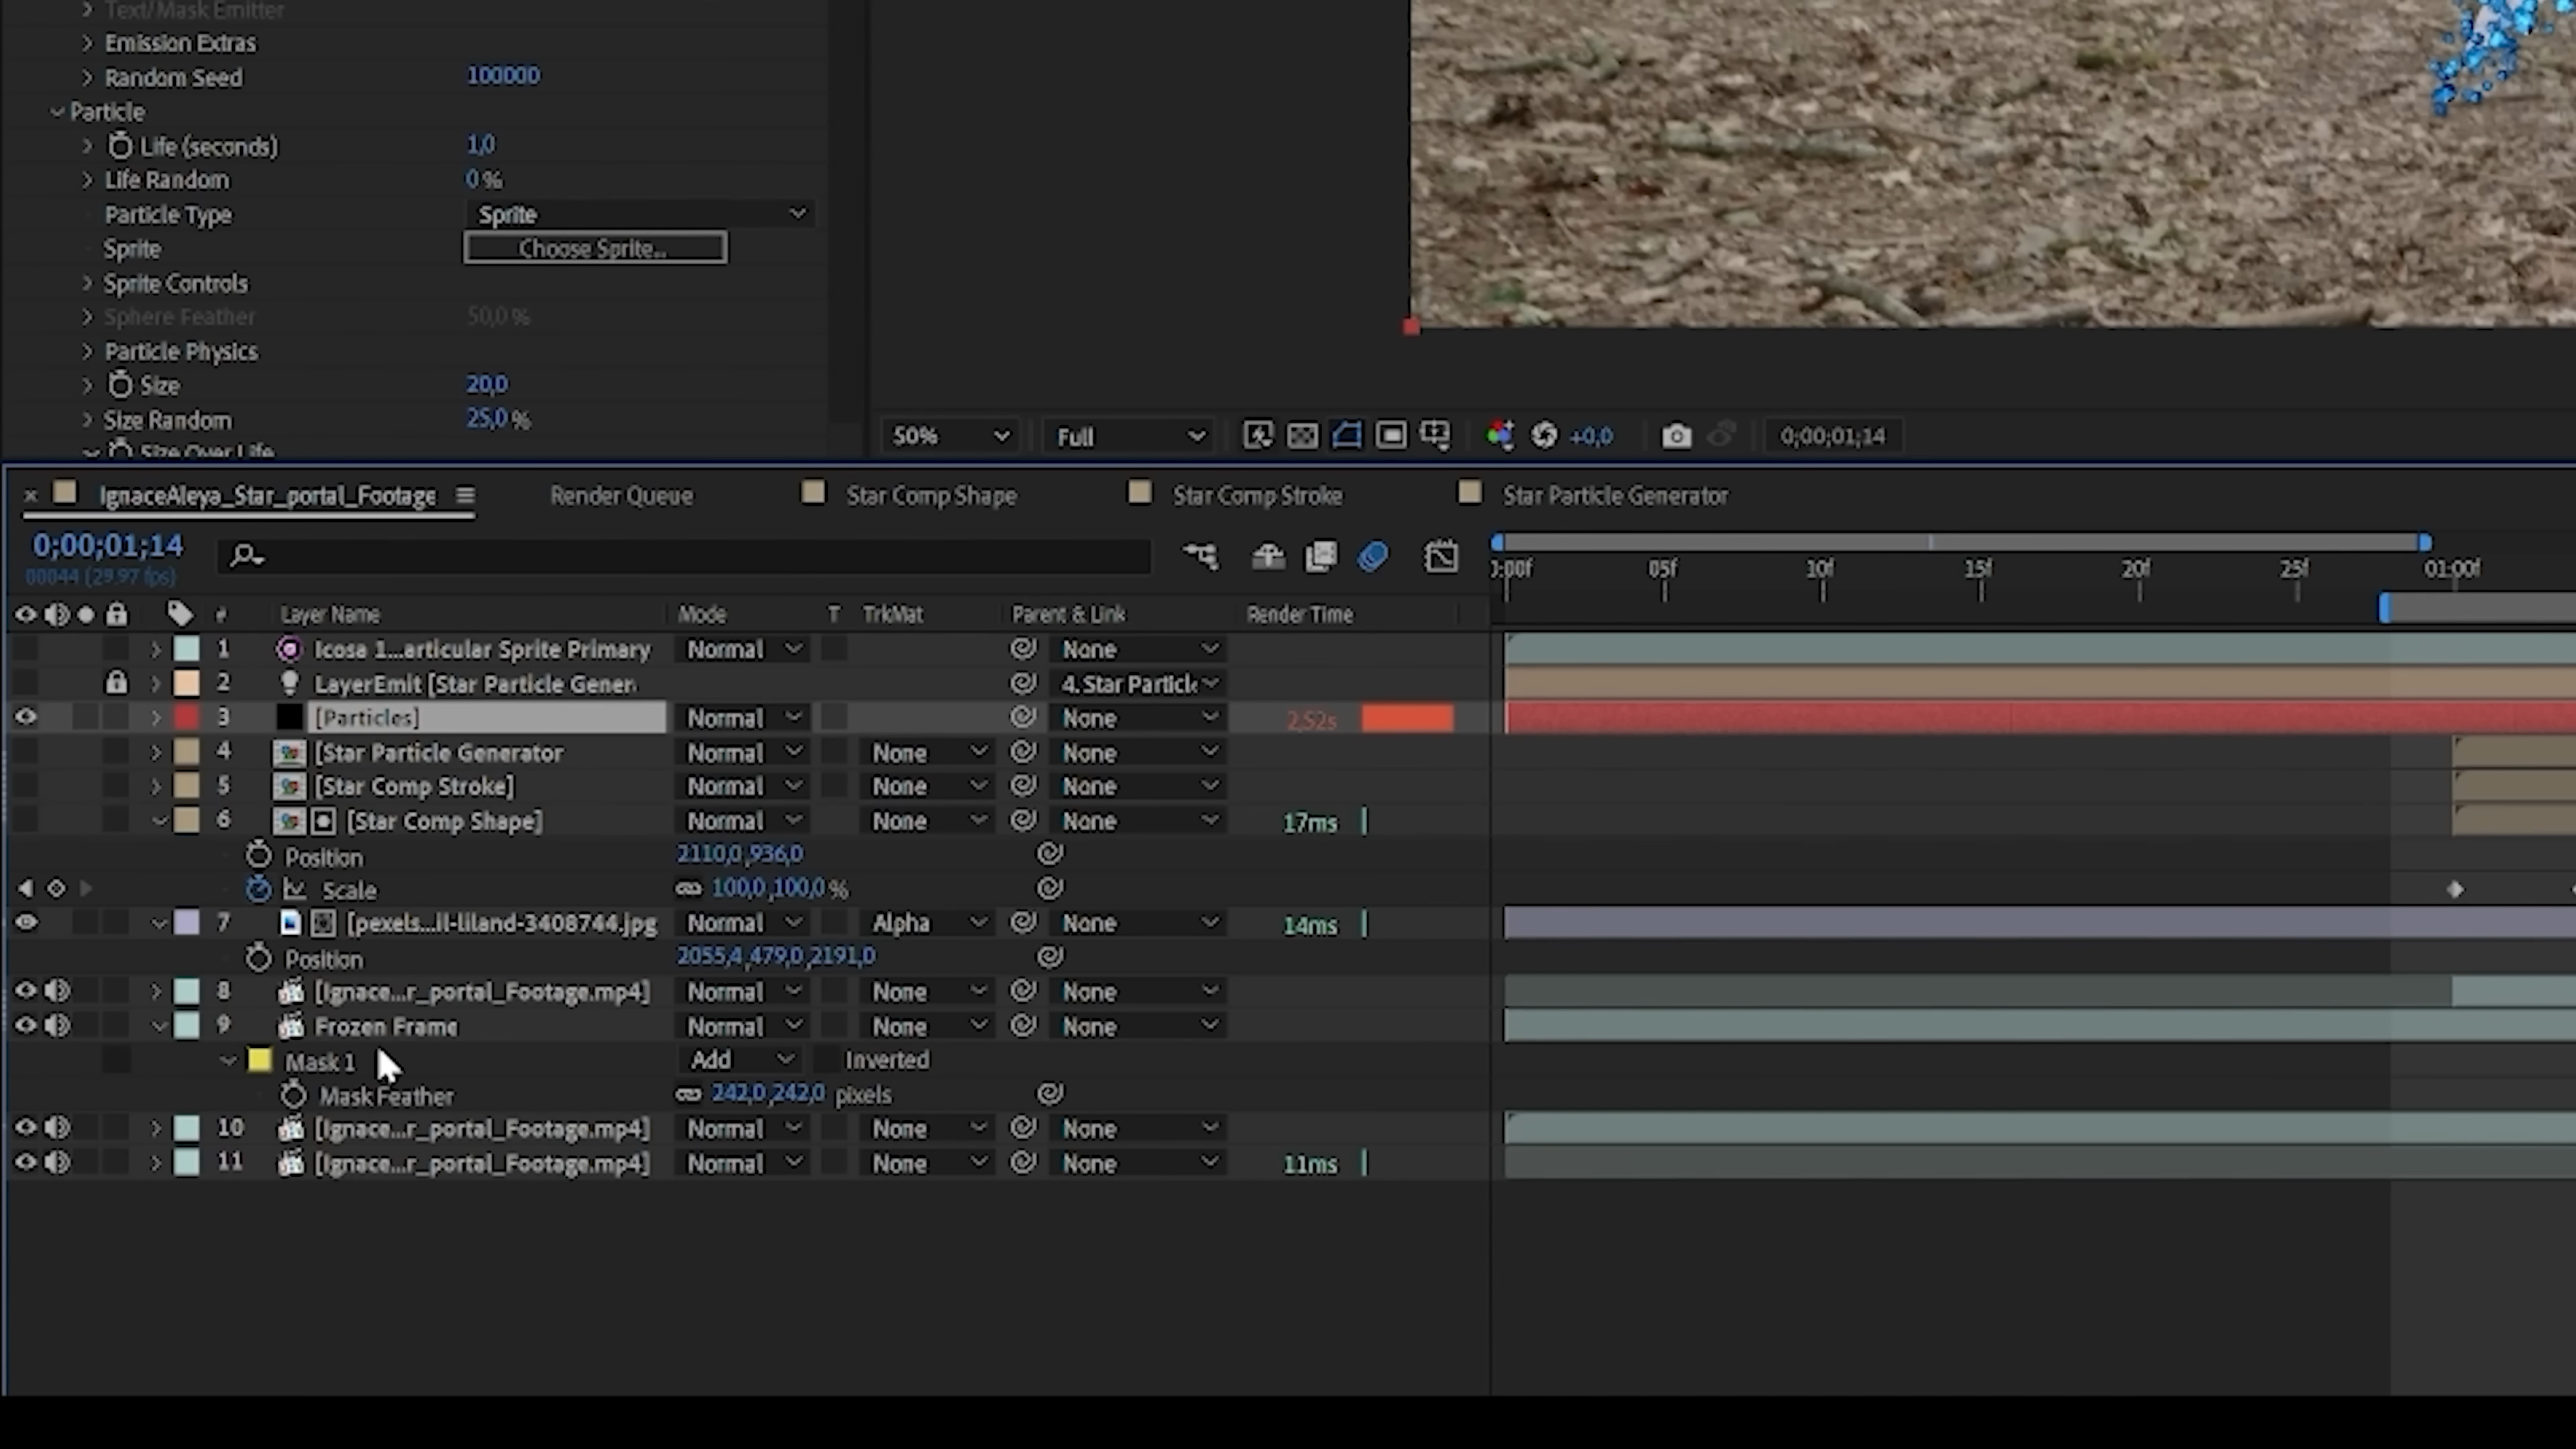 Text/Mask Emitter
Emission Extras
Random Seed 100000
Particle
Life (seconds) 1,0
Life Random 0%
Particle Type Sprite
Sprite Choose Sprite...
Sprite Controls
Sphere Feather 50,0%
Particle Physics
Size 20,0
Size Random 25,0%
Size Over Life
50% Full +0,0 0;00;01;14
× IgnaceAleya_Star_portal_Footage Render Queue Star Comp Shape Star Comp Stroke Star Particle Generator
0;00;01;14
00044 (29.97 fps)
0:00f 05f 10f 15f 20f 25f 01:00f
# Layer Name Mode T TrkMat Parent & Link Render Time
1 Icosa 1...articular Sprite Primary Normal None
2 LayerEmit [Star Particle Gener 4. Star Particle
3 [Particles] Normal None 2,52s
4 [Star Particle Generator Normal None None
5 [Star Comp Stroke] Normal None None
6 [Star Comp Shape] Normal None None 17ms
Position 2110,0,936,0
Scale 100,0,100,0%
7 [pexels...il-liland-3408744.jpg Normal Alpha None 14ms
Position 2055,4,479,0,2191,0
8 [Ignace...r_portal_Footage.mp4] Normal None None
9 Frozen Frame Normal None None
Mask 1 Add Inverted
Mask Feather 242,0,242,0 pixels
10 [Ignace...r_portal_Footage.mp4] Normal None None
11 [Ignace...r_portal_Footage.mp4] Normal None None 11ms